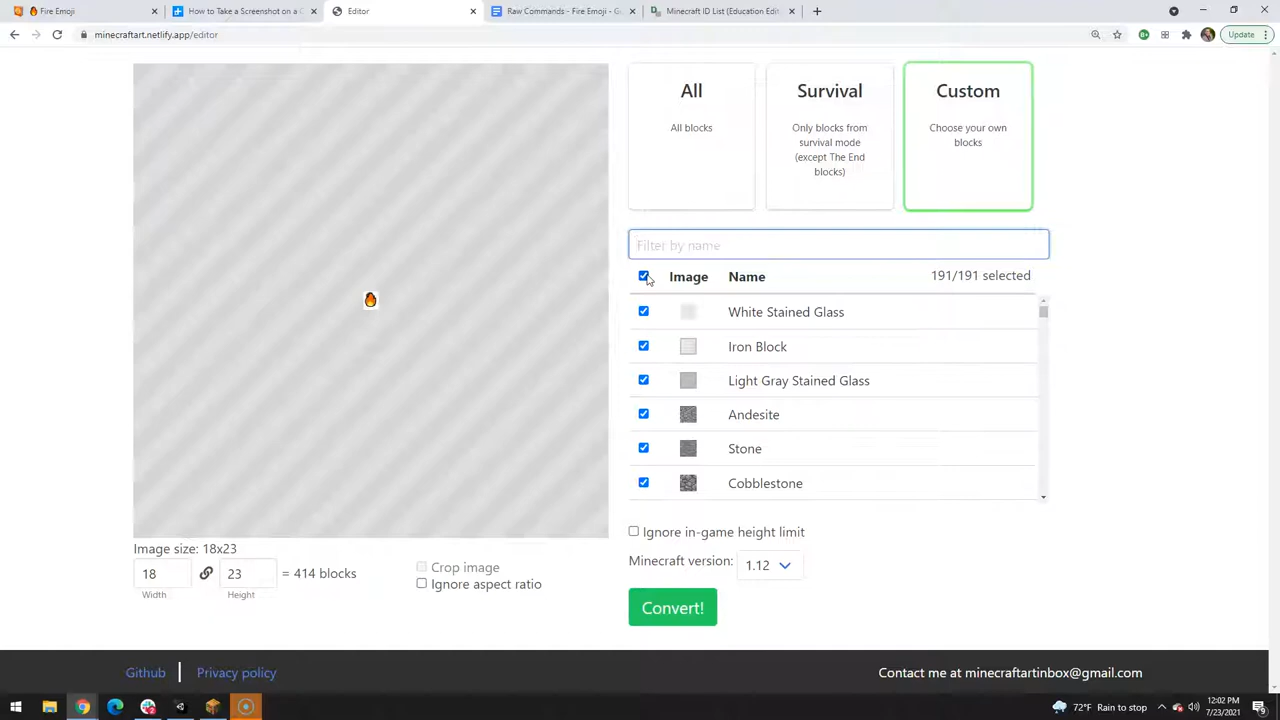 Fire Emoji
How to Take a Screenshot on a C
Editor
Raw Commands - Fire Emoji - G
Minecraft ID List (Education Edit
minecraftart.netlify.app/editor
Update
All
All blocks
Survival
Only blocks from
survival mode
(except The End
blocks)
Custom
Choose your own
blocks
Filter by name
Image Name 191/191 selected
White Stained Glass
Iron Block
Light Gray Stained Glass
Andesite
Stone
Cobblestone
Ignore in-game height limit
Minecraft version: 1.12
Convert!
Image size: 18x23
18 23 = 414 blocks
Width Height
Crop image
Ignore aspect ratio
Github Privacy policy
Contact me at minecraftartinbox@gmail.com
72°F Rain to stop
12:02 PM
7/23/2021